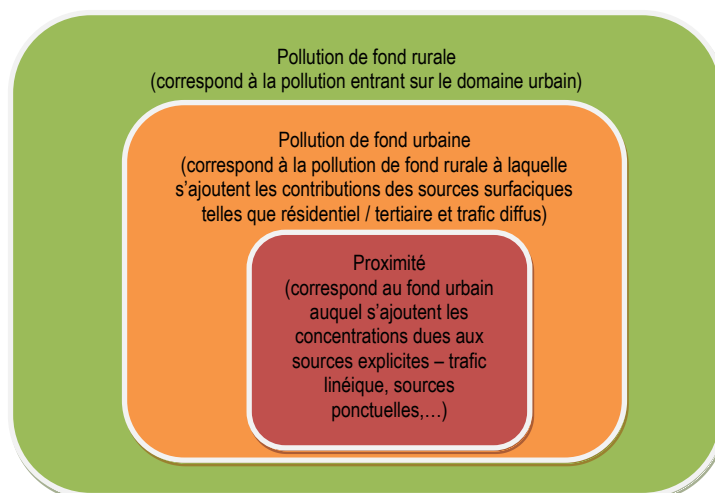 Pollution de fond rurale
(correspond à la pollution entrant sur le domaine urbain)
Pollution de fond urbaine
(correspond à la pollution de fond rurale à laquelle
s’ajoutent les contributions des sources surfaciques
telles que résidentiel / tertiaire et trafic diffus)
Proximité
(correspond au fond urbain
auquel s’ajoutent les
concentrations dues aux
sources explicites – trafic
linéique, sources
ponctuelles,…)